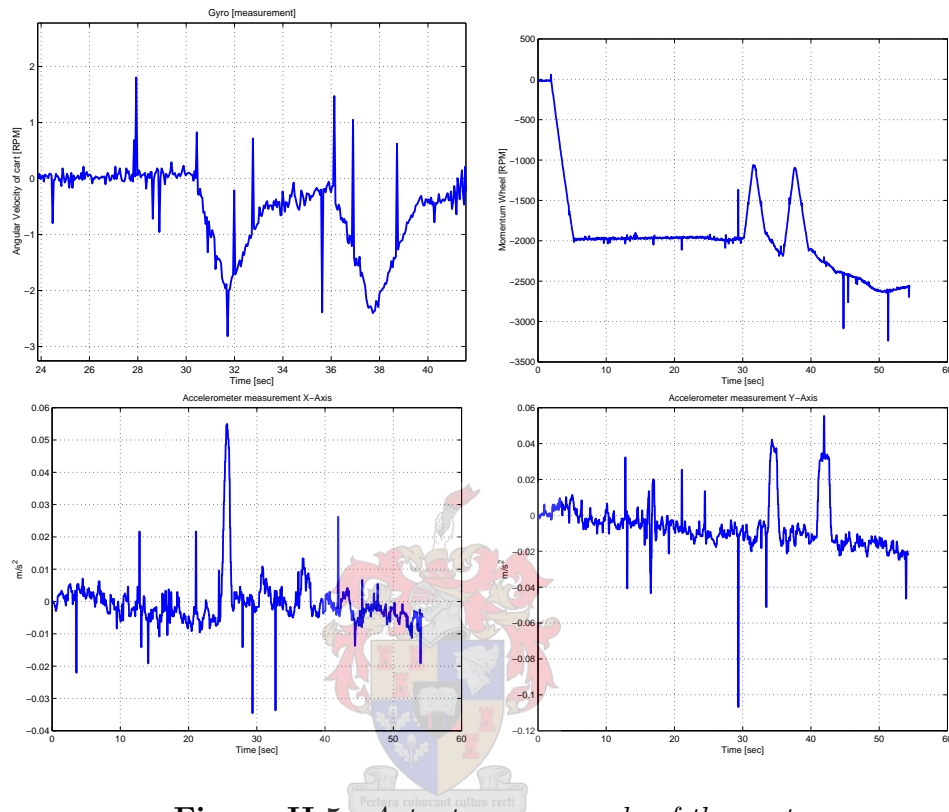 Gyro [measurement]
Angular Velocity of cart [RPM]
2
1
0
−1
−2
−3
24 26 28 30 32 34 36 38 40
Time [sec]
Momentum Wheel [RPM]
500
0
−500
−1000
−1500
−2000
−2500
−3000
−3500
0 10 20 30 40 50 60
Time [sec]
Accelerometer measurement X−Axis
m/s²
0.06
0.05
0.04
0.03
0.02
0.01
0
−0.01
−0.02
−0.03
−0.04
0 10 20 30 40 50 60
Time [sec]
Accelerometer measurement Y−Axis
m/s²
0.06
0.04
0.02
0
−0.02
−0.04
−0.06
−0.08
−0.1
−0.12
0 10 20 30 40 50 60
Time [sec]
Pectora roborant cultus recti